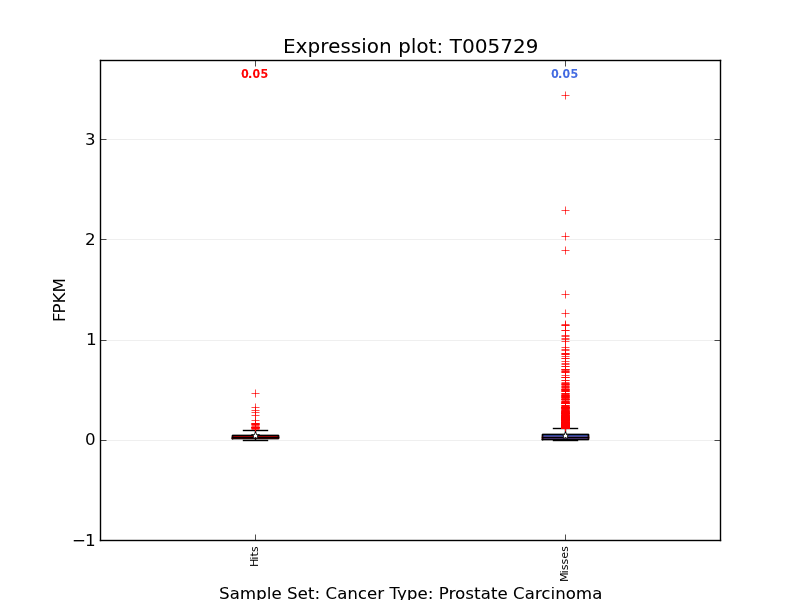 Expression plot: T005729
0.05 0.05
3
2
1
0
−1
FPKM
Hits Misses
Sample Set: Cancer Type: Prostate Carcinoma